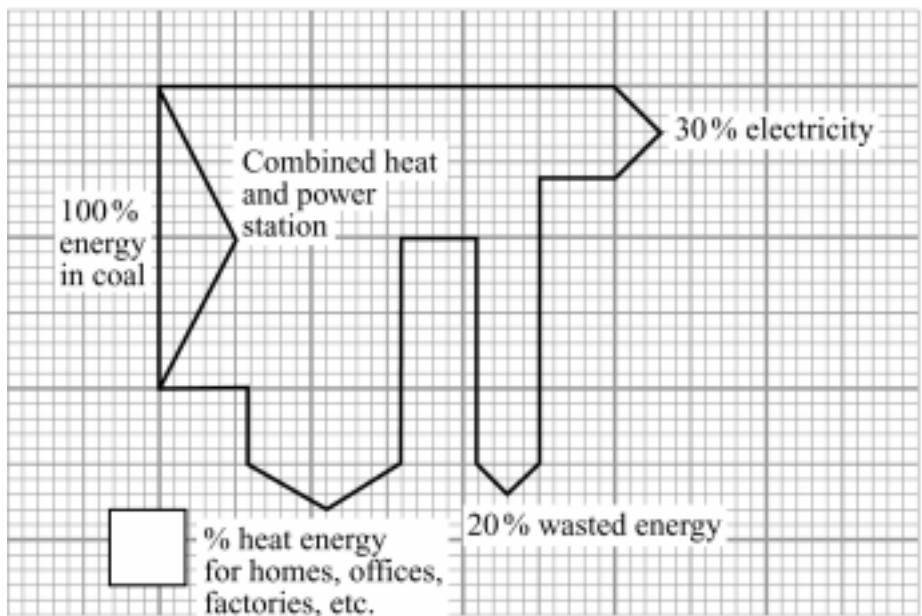 30% electricity
Combined heat
and power
station
100%
energy
in coal
20% wasted energy
% heat energy
for homes, offices,
factories, etc.